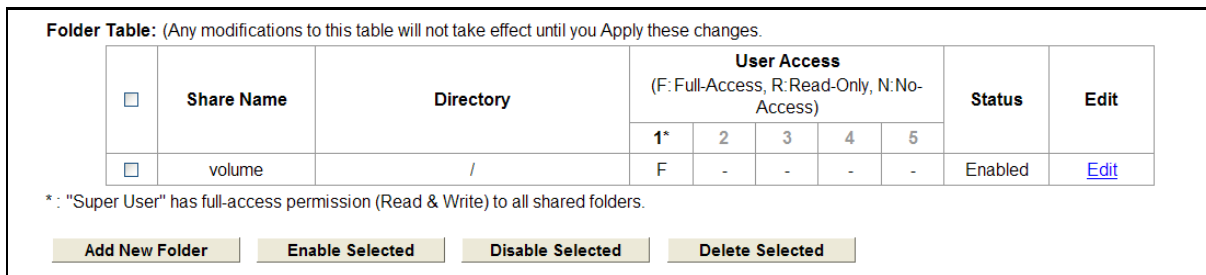 Folder Table: (Any modifications to this table will not take effect until you Apply these changes.
Share Name Directory User Access Status Edit
(F:Full-Access, R:Read-Only, N:No-
Access)
1* 2 3 4 5
volume / F - - - - Enabled Edit
* : "Super User" has full-access permission (Read & Write) to all shared folders.
Add New Folder Enable Selected Disable Selected Delete Selected